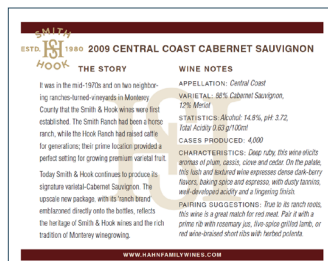 SMITH
HOOK
ESTD. SH 1980
2009 CENTRAL COAST CABERNET SAUVIGNON
THE STORY
It was in the mid-1970s and on two neighbor-
ing ranches-turned-vineyards in Monterey
County that the Smith & Hook wines were first
established. The Smith Ranch had been a horse
ranch, while the Hook Ranch had raised cattle
for generations; their prime location provided a
perfect setting for growing premium varietal fruit.
Today Smith & Hook continues to produce its
signature varietal-Cabernet Sauvignon. The
upscale new package, with its 'ranch brand'
emblazoned directly onto the bottles, reflects
the heritage of Smith & Hook wines and the rich
tradition of Monterey winegrowing.
WINE NOTES
APPELLATION: Central Coast
VARIETAL: 88% Cabernet Sauvignon,
12% Merlot
STATISTICS: Alcohol: 14.8%, pH 3.72,
Total Acidity 0.63 g/100ml
CASES PRODUCED: 4,000
CHARACTERISTICS: Deep ruby, this wine elicits
aromas of plum, cassis, clove and cedar. On the palate,
this lush and textured wine expresses dense dark-berry
flavors, baking spice and espresso, with dusty tannins,
well-developed acidity and a lingering finish.
PAIRING SUGGESTIONS: True to its ranch roots,
this wine is a great match for red meat. Pair it with a
prime rib with rosemary jus, five-spice grilled lamb, or
red wine-braised short ribs with herbed polenta.
WWW.HAHNFAMILYWINES.COM